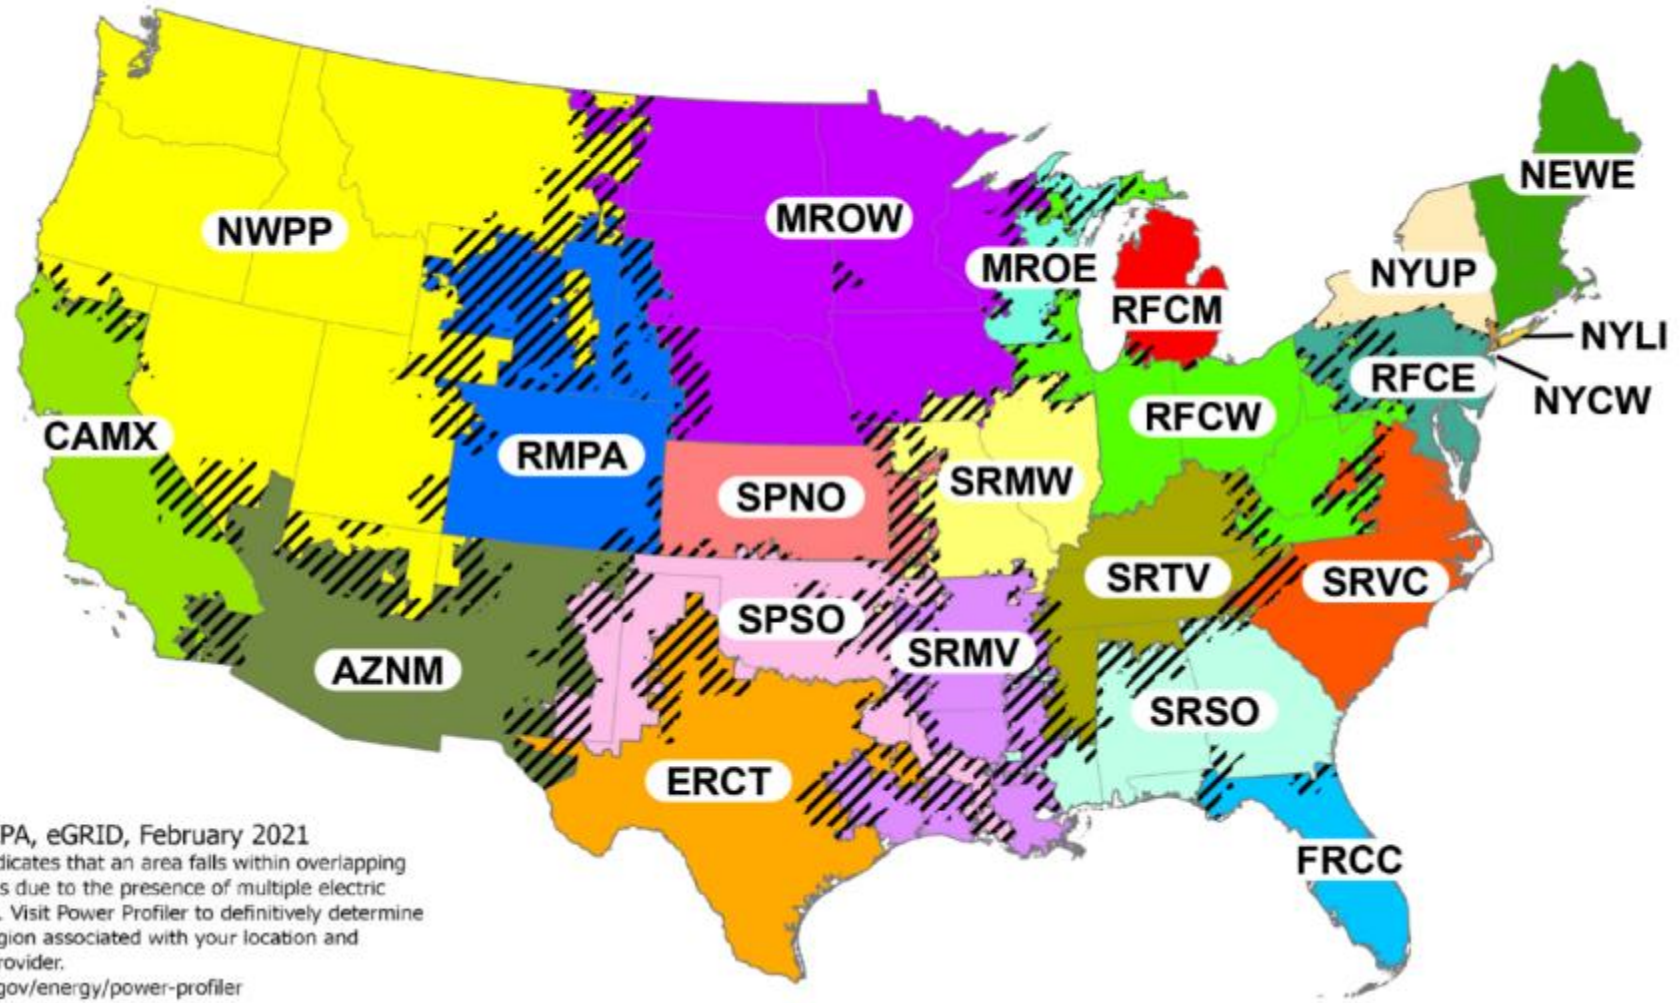 NEWE
NWPP
MROW
MROE
NYUP
RFCM
NYLI
RFCE
NYCW
RFCW
CAMX
RMPA
SRMW
SPNO
SRTV
SRVC
SPSO
SRMV
AZNM
SRSO
ERCT
FRCC
PA, eGRID, February 2021
dicates that an area falls within overlapping
s due to the presence of multiple electric
. Visit Power Profiler to definitively determine
gion associated with your location and
rovider.
gov/energy/power-profiler